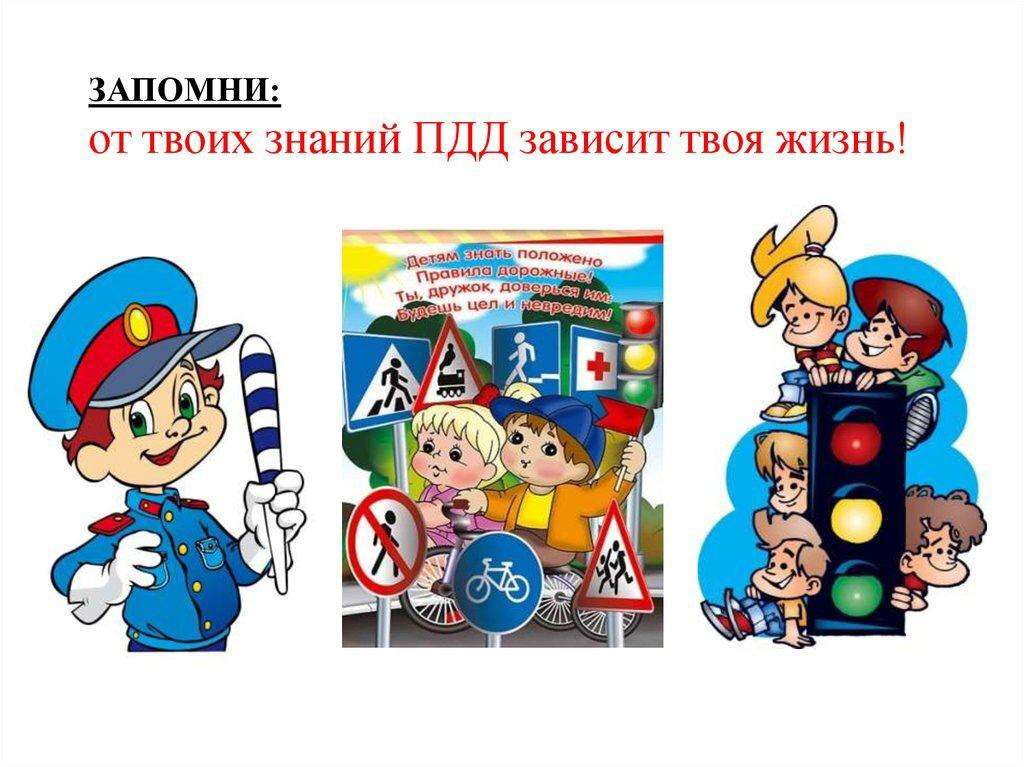 ЗАПОМНИ:
от твоих знаний ПДД зависит твоя жизнь!
Детям знать положено
Правила дорожные!
Ты, дружок, доверься им:
Будешь цел и невредим!